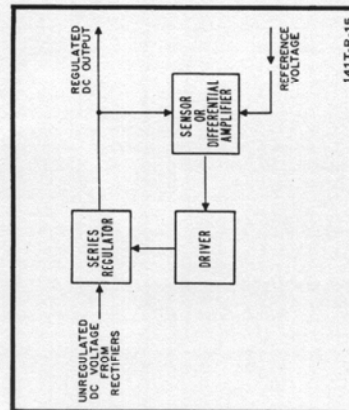 UNREGULATED
DC VOLTAGE
FROM
RECTIFIERS
SERIES
REGULATOR
DRIVER
REGULATED
DC OUTPUT
SENSOR
OR
DIFFERENTIAL
AMPLIFIER
REFERENCE
VOLTAGE